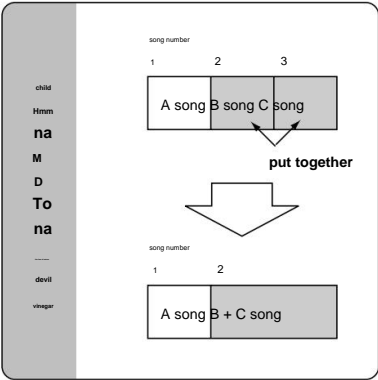 child
Hmm
na
M
D
To
na
devil
vinegar
song number
1 2 3
A song B song C song
put together
song number
1 2
A song B + C song